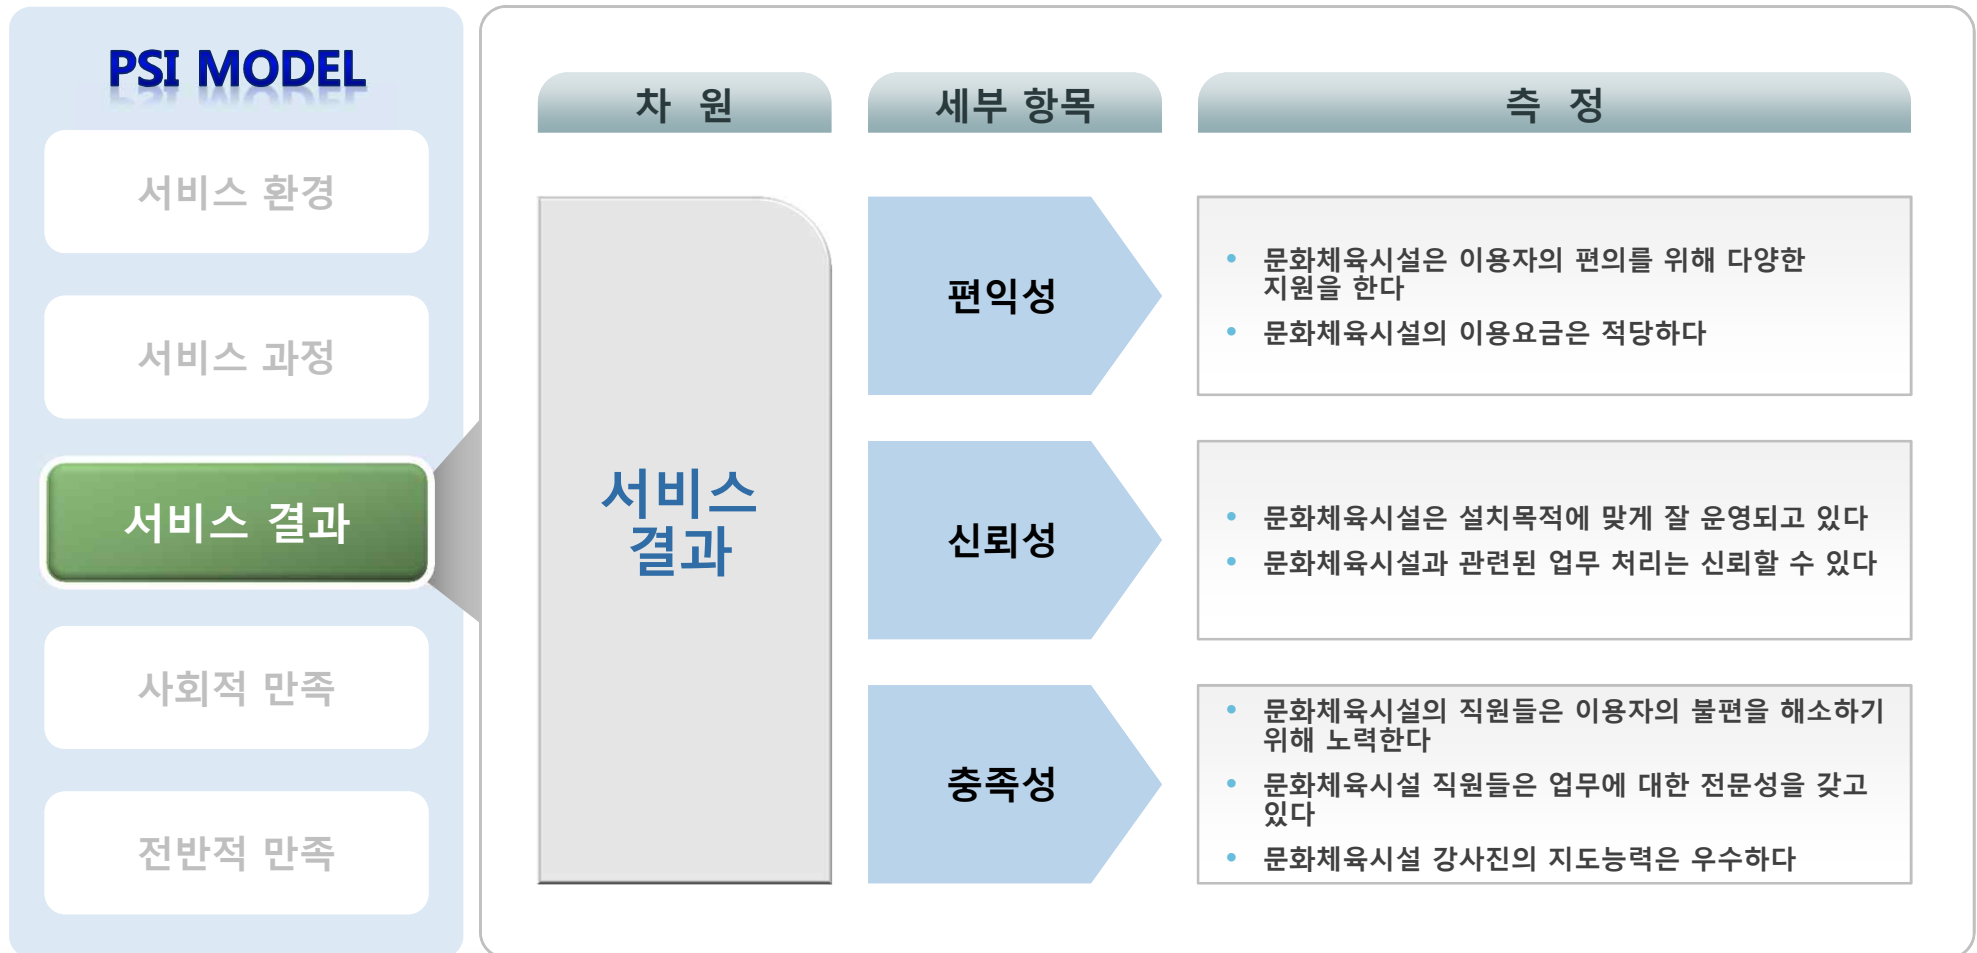 PSI MODEL
서비스 환경
서비스 과정
서비스 결과
사회적 만족
전반적 만족
차 원
세부 항목
측 정
서비스
결과
편익성
• 문화체육시설은 이용자의 편의를 위해 다양한
지원을 한다
• 문화체육시설의 이용요금은 적당하다
신뢰성
• 문화체육시설은 설치목적에 맞게 잘 운영되고 있다
• 문화체육시설과 관련된 업무 처리는 신뢰할 수 있다
충족성
• 문화체육시설의 직원들은 이용자의 불편을 해소하기
위해 노력한다
• 문화체육시설 직원들은 업무에 대한 전문성을 갖고
있다
• 문화체육시설 강사진의 지도능력은 우수하다